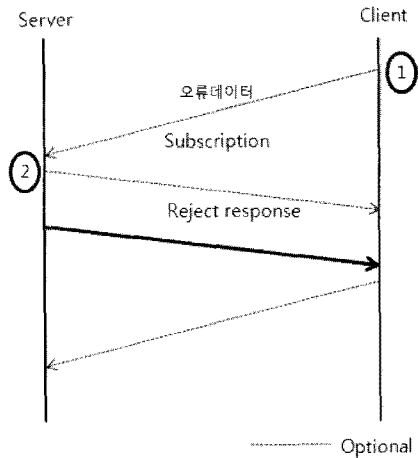 Server
Client
1
오류데이터
Subscription
2
Reject response
Optional